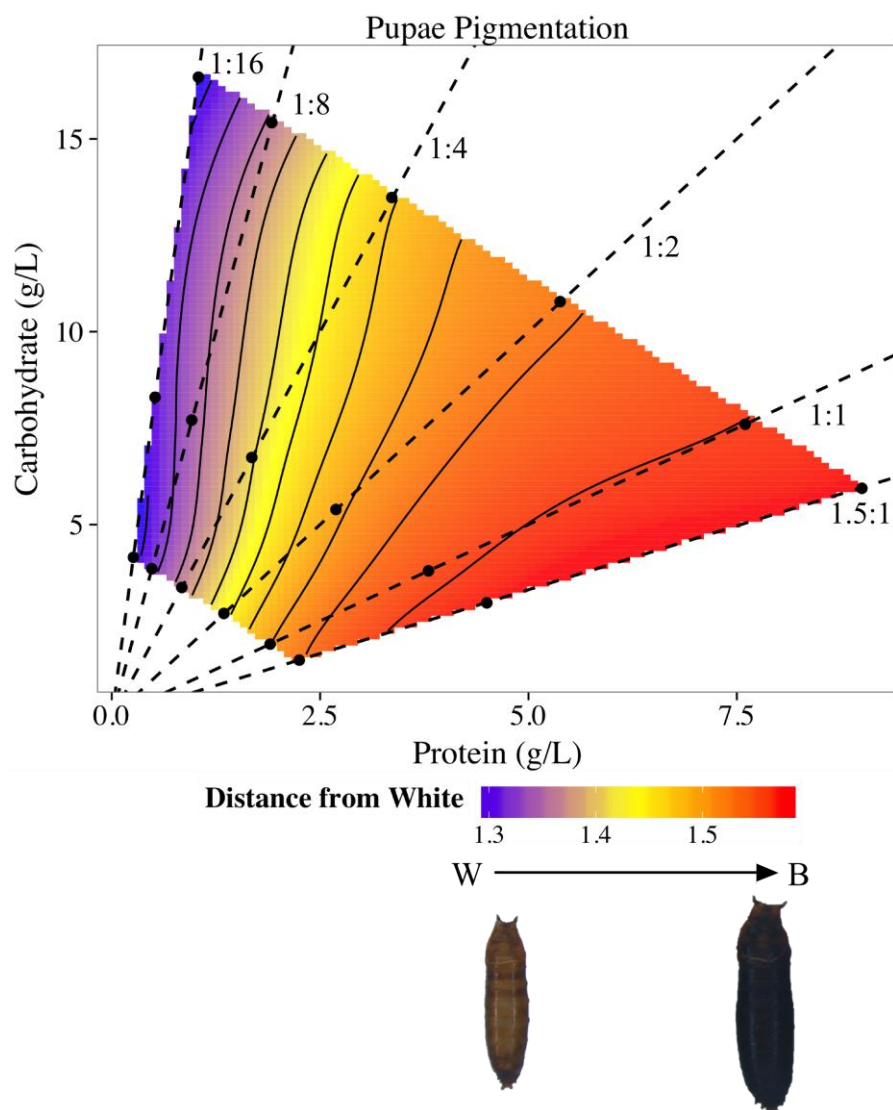 Pupae Pigmentation
1:16
1:8
1:4
1:2
1:1
1.5:1
15
10
5
Carbohydrate (g/L)
0.0 2.5 5.0 7.5
Protein (g/L)
Distance from White
1.3 1.4 1.5
W B